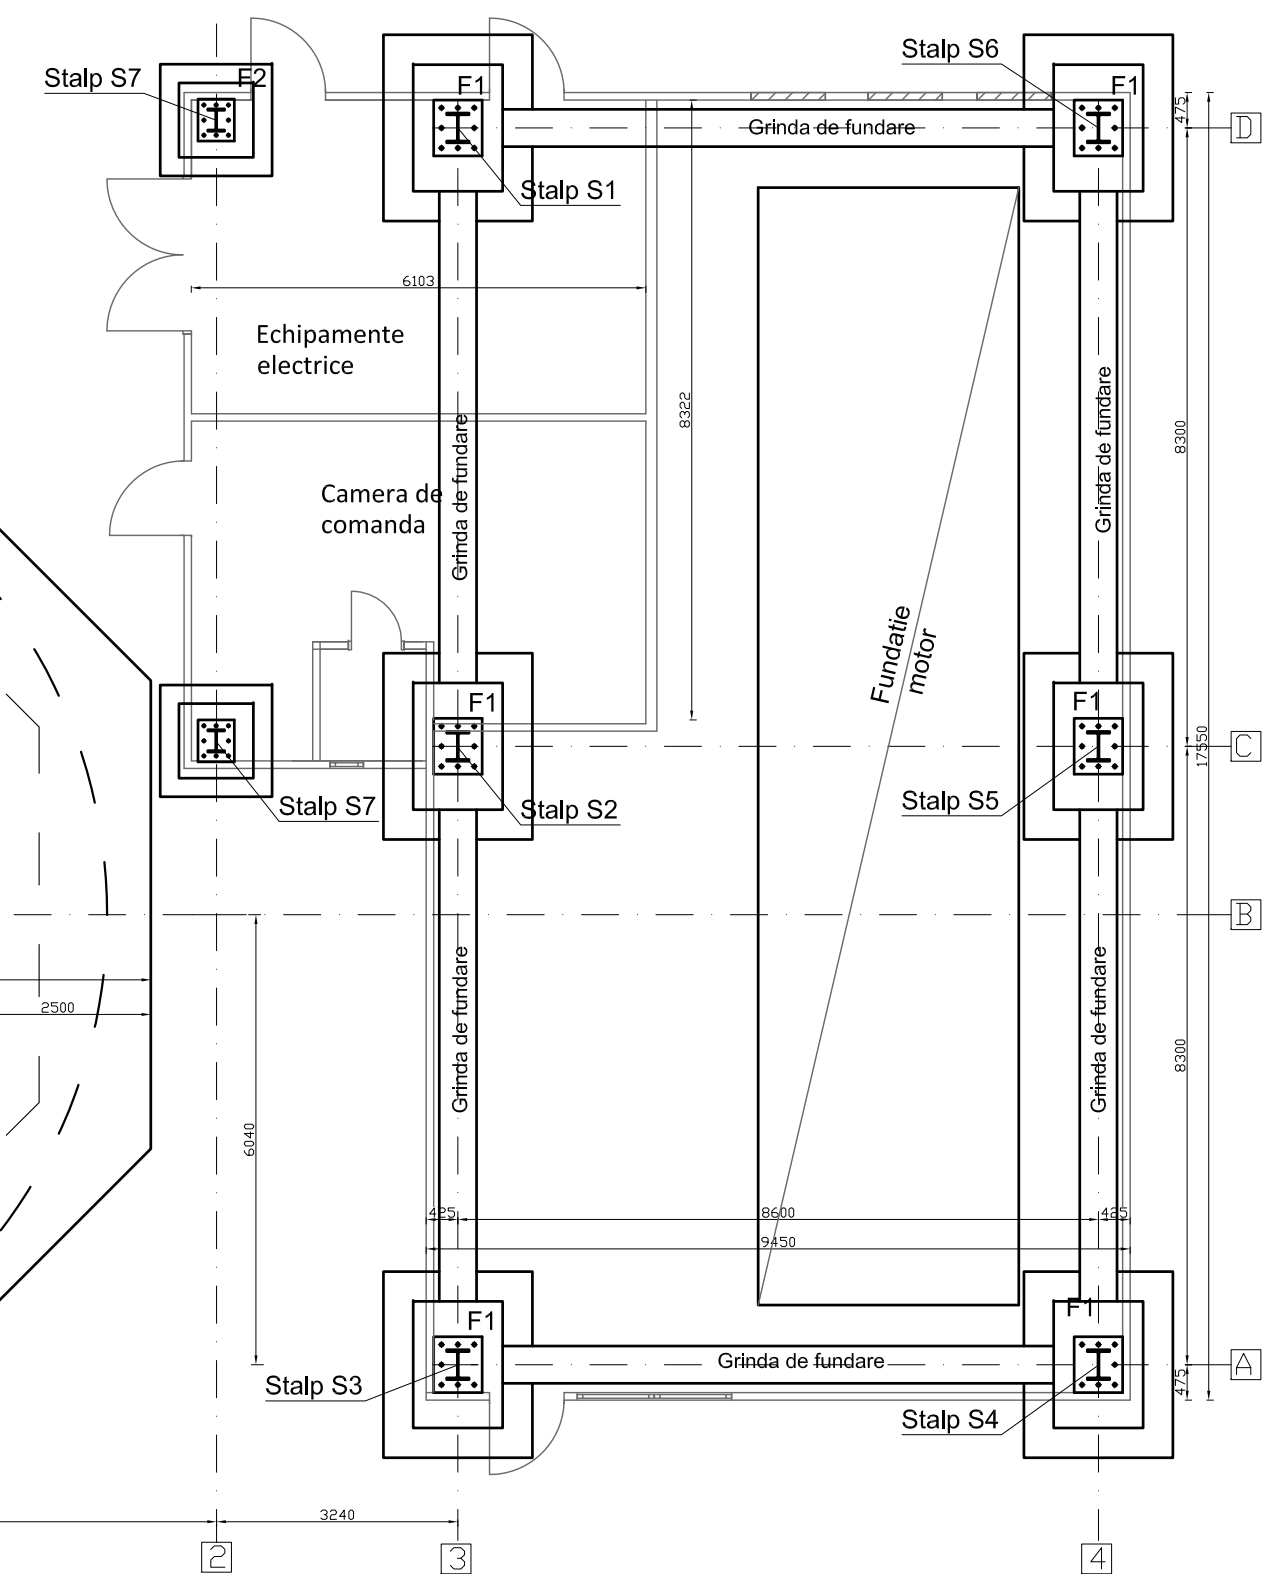 Stalp S7
F2
F1
Stalp S6
F1
475
D
Grinda de fundare
Stalp S1
6103
Echipamente
electrice
8322
Grinda de fundare
Grinda de fundare
8300
Camera de
comanda
Fundatie
motor
F1
F1
17550
C
Stalp S7
Stalp S2
Stalp S5
B
Grinda de fundare
Grinda de fundare
2500
8300
6040
425
8600
425
9450
F1
F1
Grinda de fundare
A
Stalp S3
475
Stalp S4
3240
2
3
4